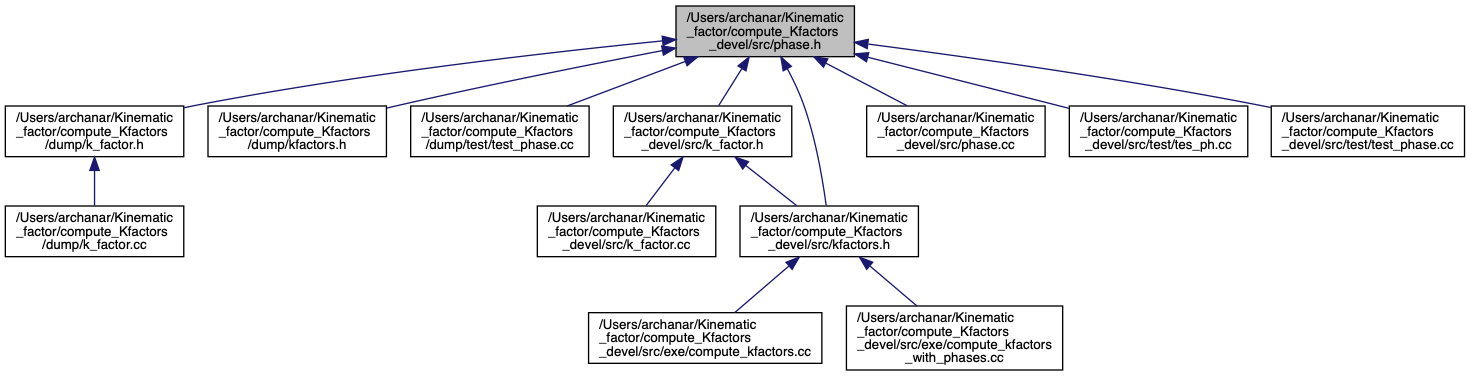 /Users/archanar/Kinematic
_factor/compute_Kfactors
_devel/src/phase.h
/Users/archanar/Kinematic
_factor/compute_Kfactors
/dump/k_factor.h
/Users/archanar/Kinematic
_factor/compute_Kfactors
/dump/kfactors.h
/Users/archanar/Kinematic
_factor/compute_Kfactors
/dump/test/test_phase.cc
/Users/archanar/Kinematic
_factor/compute_Kfactors
_devel/src/k_factor.h
/Users/archanar/Kinematic
_factor/compute_Kfactors
_devel/src/phase.cc
/Users/archanar/Kinematic
_factor/compute_Kfactors
_devel/src/test/tes_ph.cc
/Users/archanar/Kinematic
_factor/compute_Kfactors
_devel/src/test/test_phase.cc
/Users/archanar/Kinematic
_factor/compute_Kfactors
/dump/k_factor.cc
/Users/archanar/Kinematic
_factor/compute_Kfactors
_devel/src/k_factor.cc
/Users/archanar/Kinematic
_factor/compute_Kfactors
_devel/src/kfactors.h
/Users/archanar/Kinematic
_factor/compute_Kfactors
_devel/src/exe/compute_kfactors.cc
/Users/archanar/Kinematic
_factor/compute_Kfactors
_devel/src/exe/compute_kfactors
_with_phases.cc